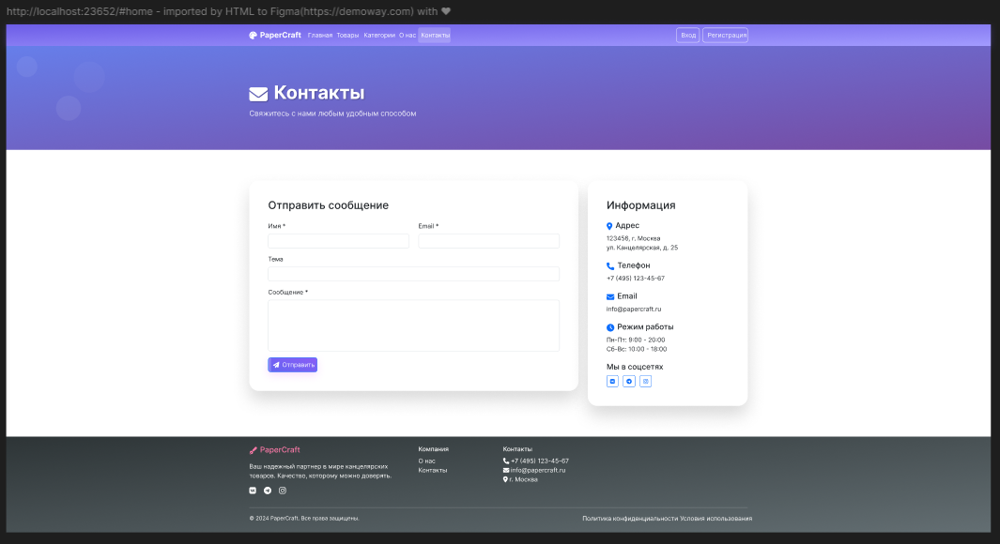 http://localhost:23652/#home - imported by HTML to Figma(https://demoway.com) with ❤
PaperCraft Главная Товары Категории О нас Контакты Вход Регистрация
Контакты
Свяжитесь с нами любым удобным способом
Отправить сообщение
Имя * Email *
Тема
Сообщение *
Отправить
Информация
Адрес
123456, г. Москва
ул. Канцелярская, д. 25
Телефон
+7 (495) 123-45-67
Email
info@papercraft.ru
Режим работы
Пн-Пт: 9:00 - 20:00
Сб-Вс: 10:00 - 18:00
Мы в соцсетях
PaperCraft
Ваш надежный партнер в мире канцелярских
товаров. Качество, которому можно доверять.
Компания
О нас
Контакты
Контакты
+7 (495) 123-45-67
info@papercraft.ru
г. Москва
© 2024 PaperCraft. Все права защищены.
Политика конфиденциальности Условия использования